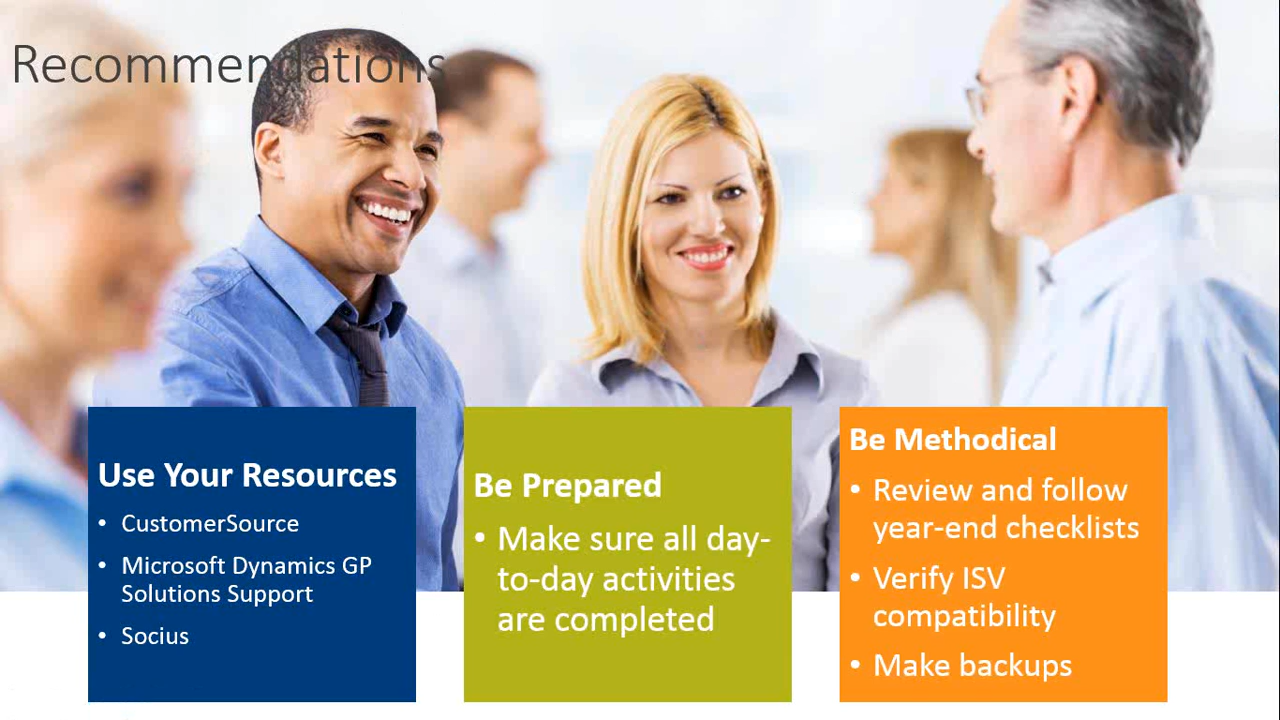 Recommendations
Use Your Resources
• CustomerSource
• Microsoft Dynamics GP
Solutions Support
• Socius
Be Prepared
• Make sure all day-
to-day activities
are completed
Be Methodical
• Review and follow
year-end checklists
• Verify ISV
compatibility
• Make backups